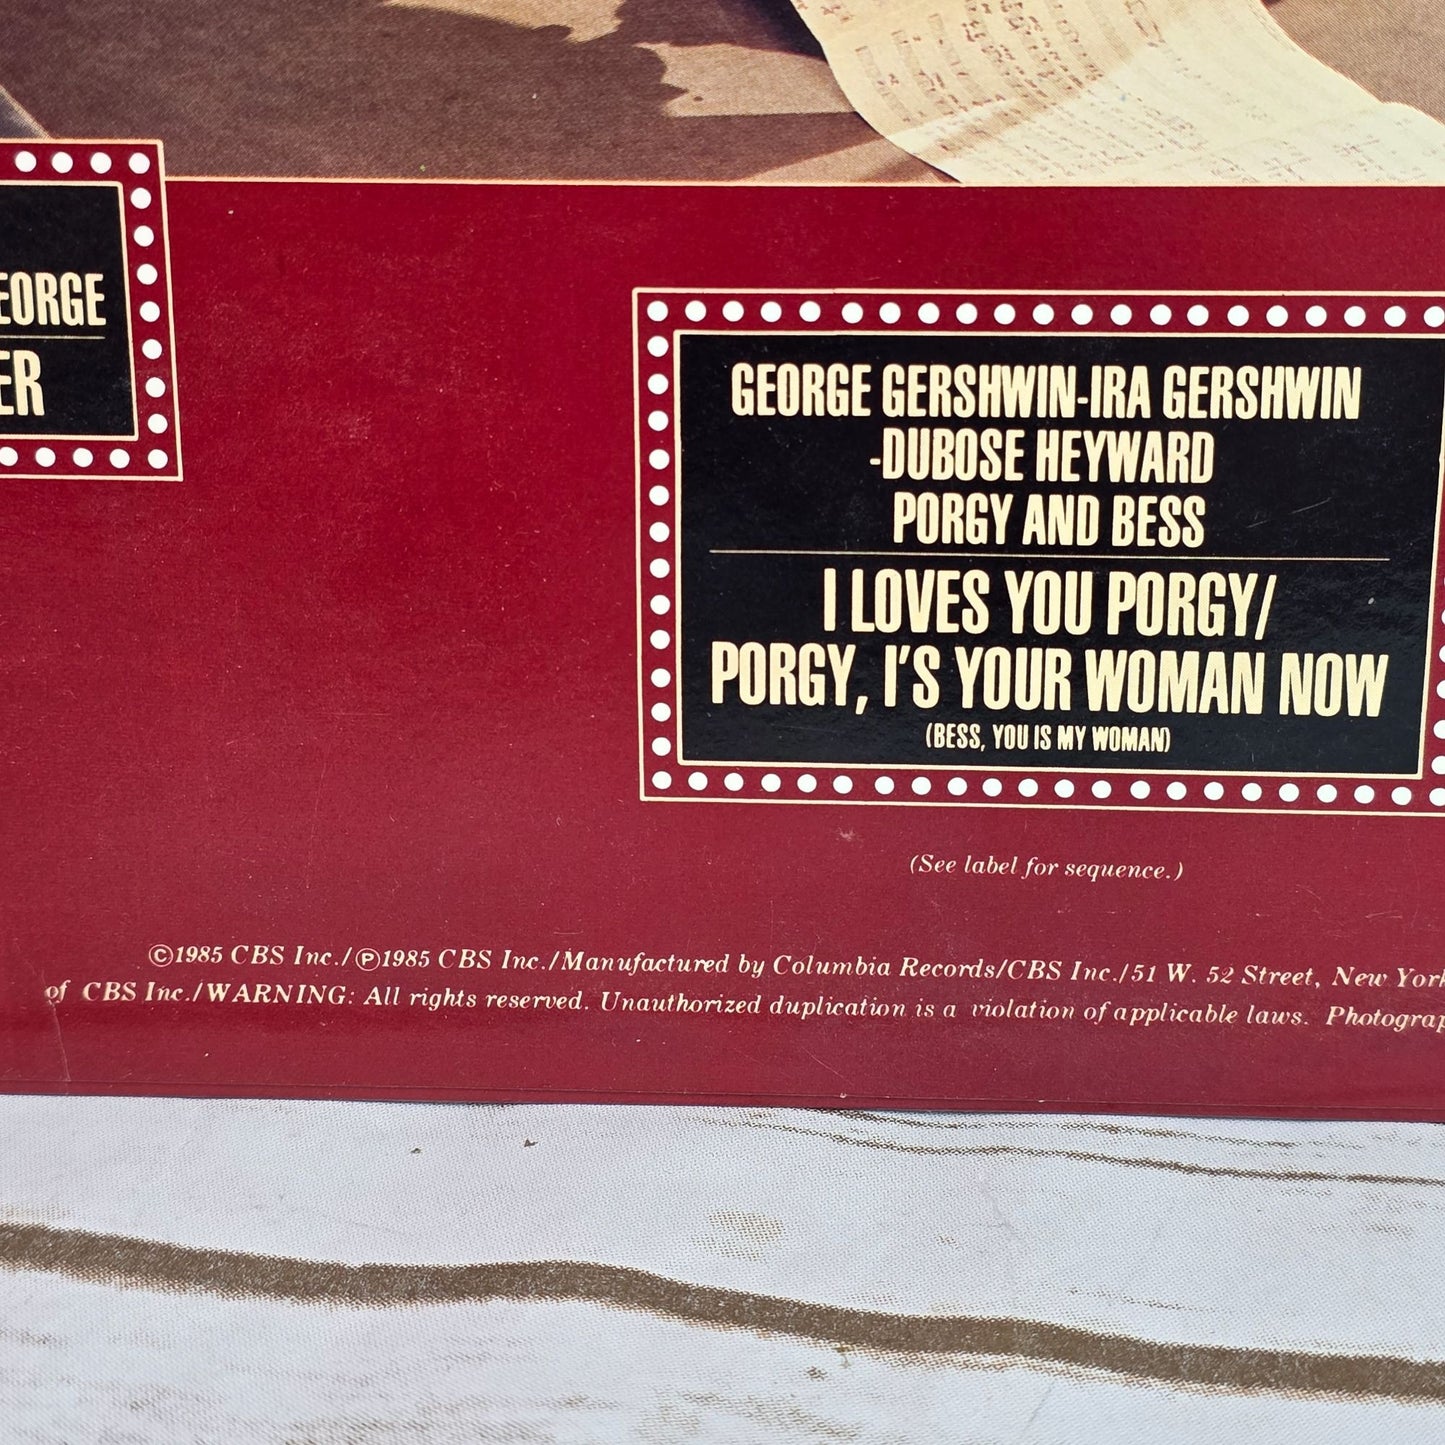 EORGE
ER
GEORGE GERSHWIN-IRA GERSHWIN
-DUBOSE HEYWARD
PORGY AND BESS
I LOVES YOU PORGY/
PORGY, I'S YOUR WOMAN NOW
(BESS, YOU IS MY WOMAN)
(See label for sequence.)
©1985 CBS Inc./℗1985 CBS Inc./Manufactured by Columbia Records/CBS Inc./51 W. 52 Street, New York
of CBS Inc./WARNING: All rights reserved. Unauthorized duplication is a violation of applicable laws. Photograp